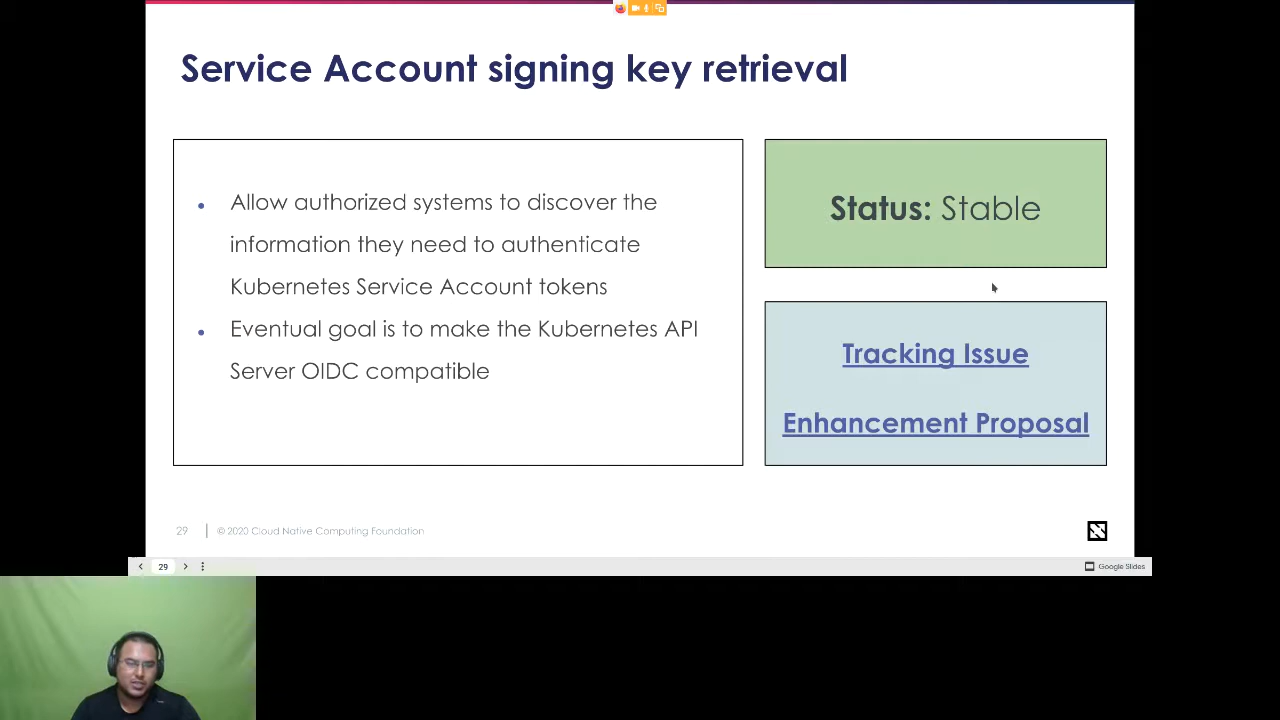 Service Account signing key retrieval
Allow authorized systems to discover the
information they need to authenticate
Kubernetes Service Account tokens
Eventual goal is to make the Kubernetes API
Server OIDC compatible
Status: Stable
Tracking Issue
Enhancement Proposal
29
© 2020 Cloud Native Computing Foundation
29
Google Slides